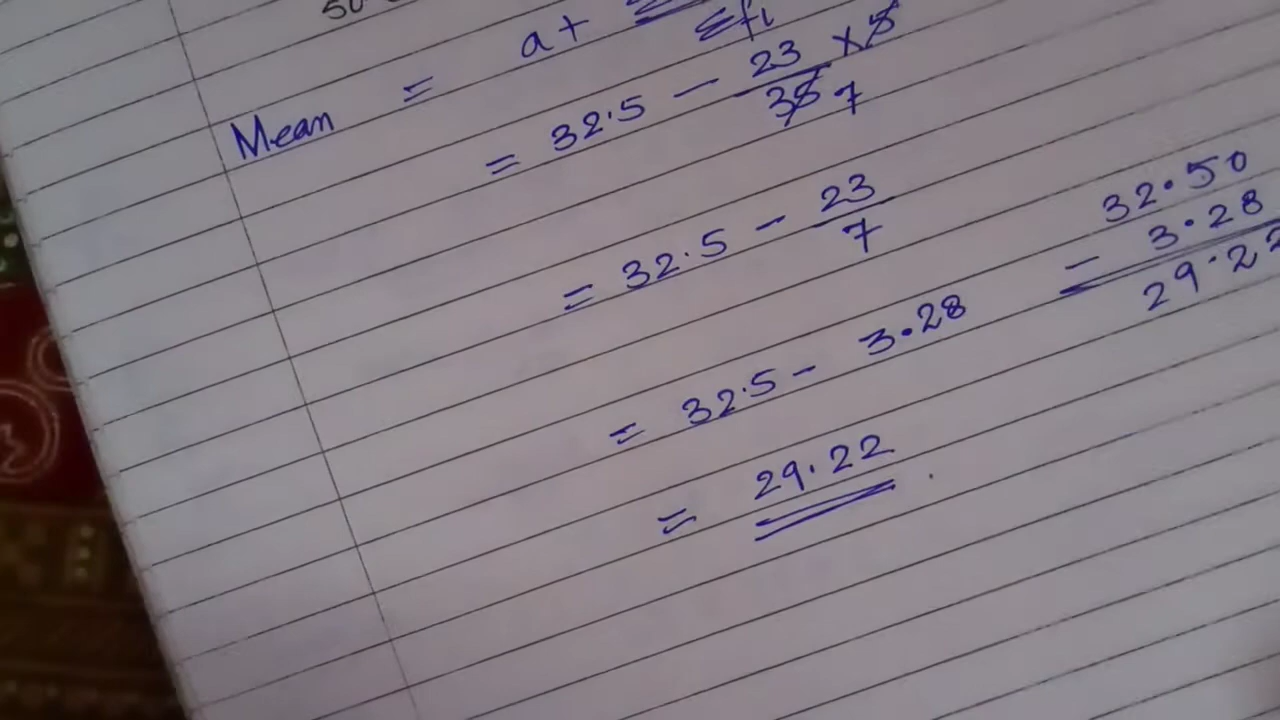 50
Mean = a + Σfi
= 32.5 - 23/35 7 × 5
= 32.5 - 23/7
= 32.5 - 3.28
= 29.22
32.50
= - 3.28
29.22